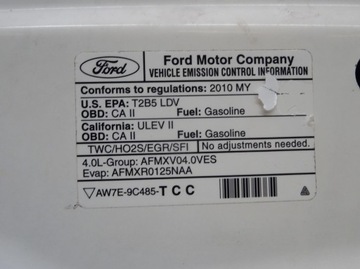 Ford
Ford Motor Company
VEHICLE EMISSION CONTROL INFORMATION
Conforms to regulations: 2010 MY
U.S. EPA: T2B5 LDV
OBD: CA II Fuel: Gasoline
California: ULEV II
OBD: CA II Fuel: Gasoline
TWC/HO2S/EGR/SFI No adjustments needed.
4.0L-Group: AFMXV04.0VES
Evap: AFMXR0125NAA
AW7E-9C485-TCC